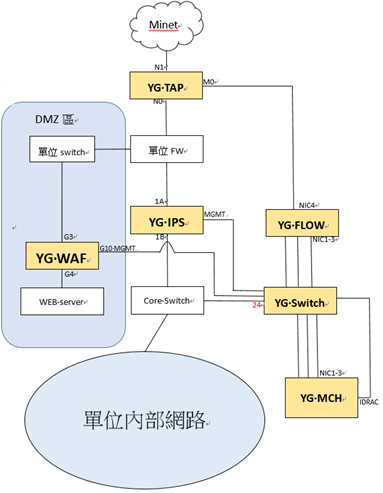 Minet
N1
YG·TAP
M0
N0
DMZ 區
單位 switch
單位 FW
1A
YG·IPS
MGMT
1B
NIC4
YG·FLOW
NIC1-3
G3
YG·WAF
G10·MGMT
G4
WEB·server
Core-Switch
24
YG·Switch
NIC1-3
YG·MCH
iDRAC
單位內部網路